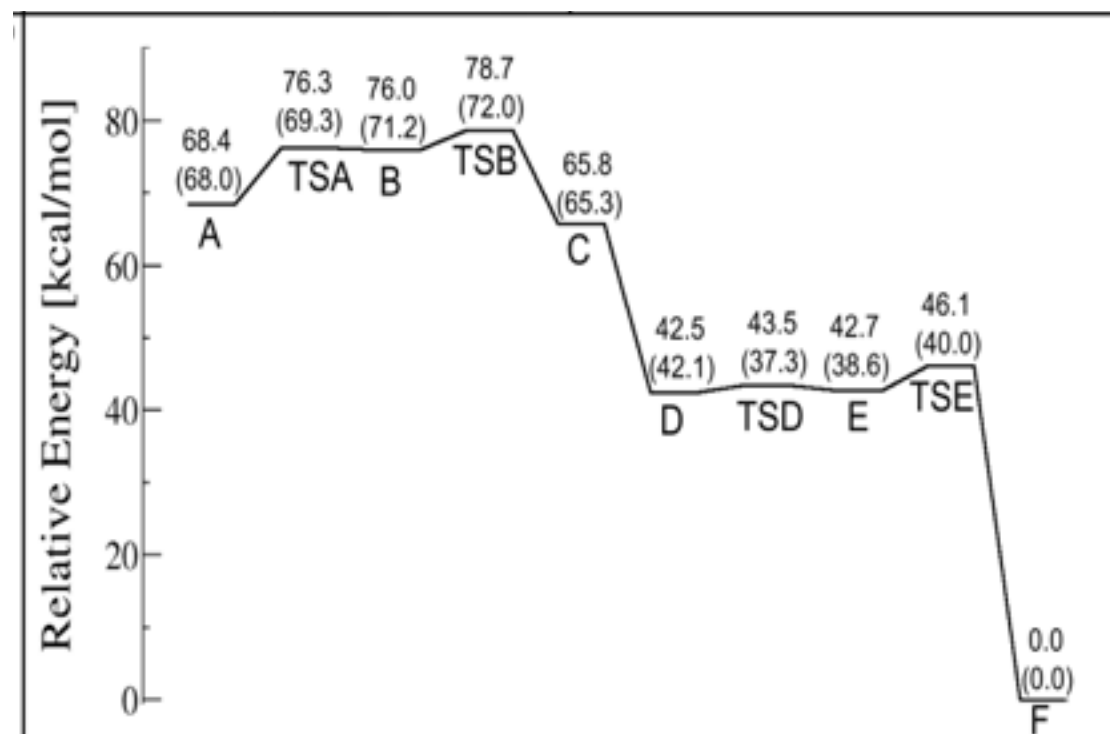 Relative Energy [kcal/mol]
80
60
40
20
0
68.4
(68.0)
A
76.3
(69.3)
TSA
76.0
(71.2)
B
78.7
(72.0)
TSB
65.8
(65.3)
C
42.5
(42.1)
D
43.5
(37.3)
TSD
42.7
(38.6)
E
46.1
(40.0)
TSE
0.0
(0.0)
F